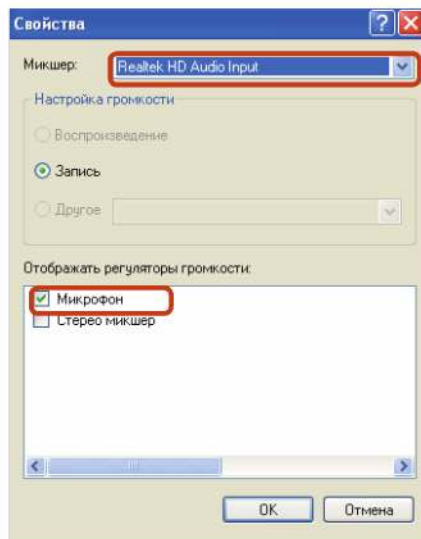 Свойства
Микшер: Realtek HD Audio Input
Настройка громкости
Воспроизведение
Запись
Другое
Отображать регуляторы громкости:
Микрофон
Стерео микшер
OK Отмена